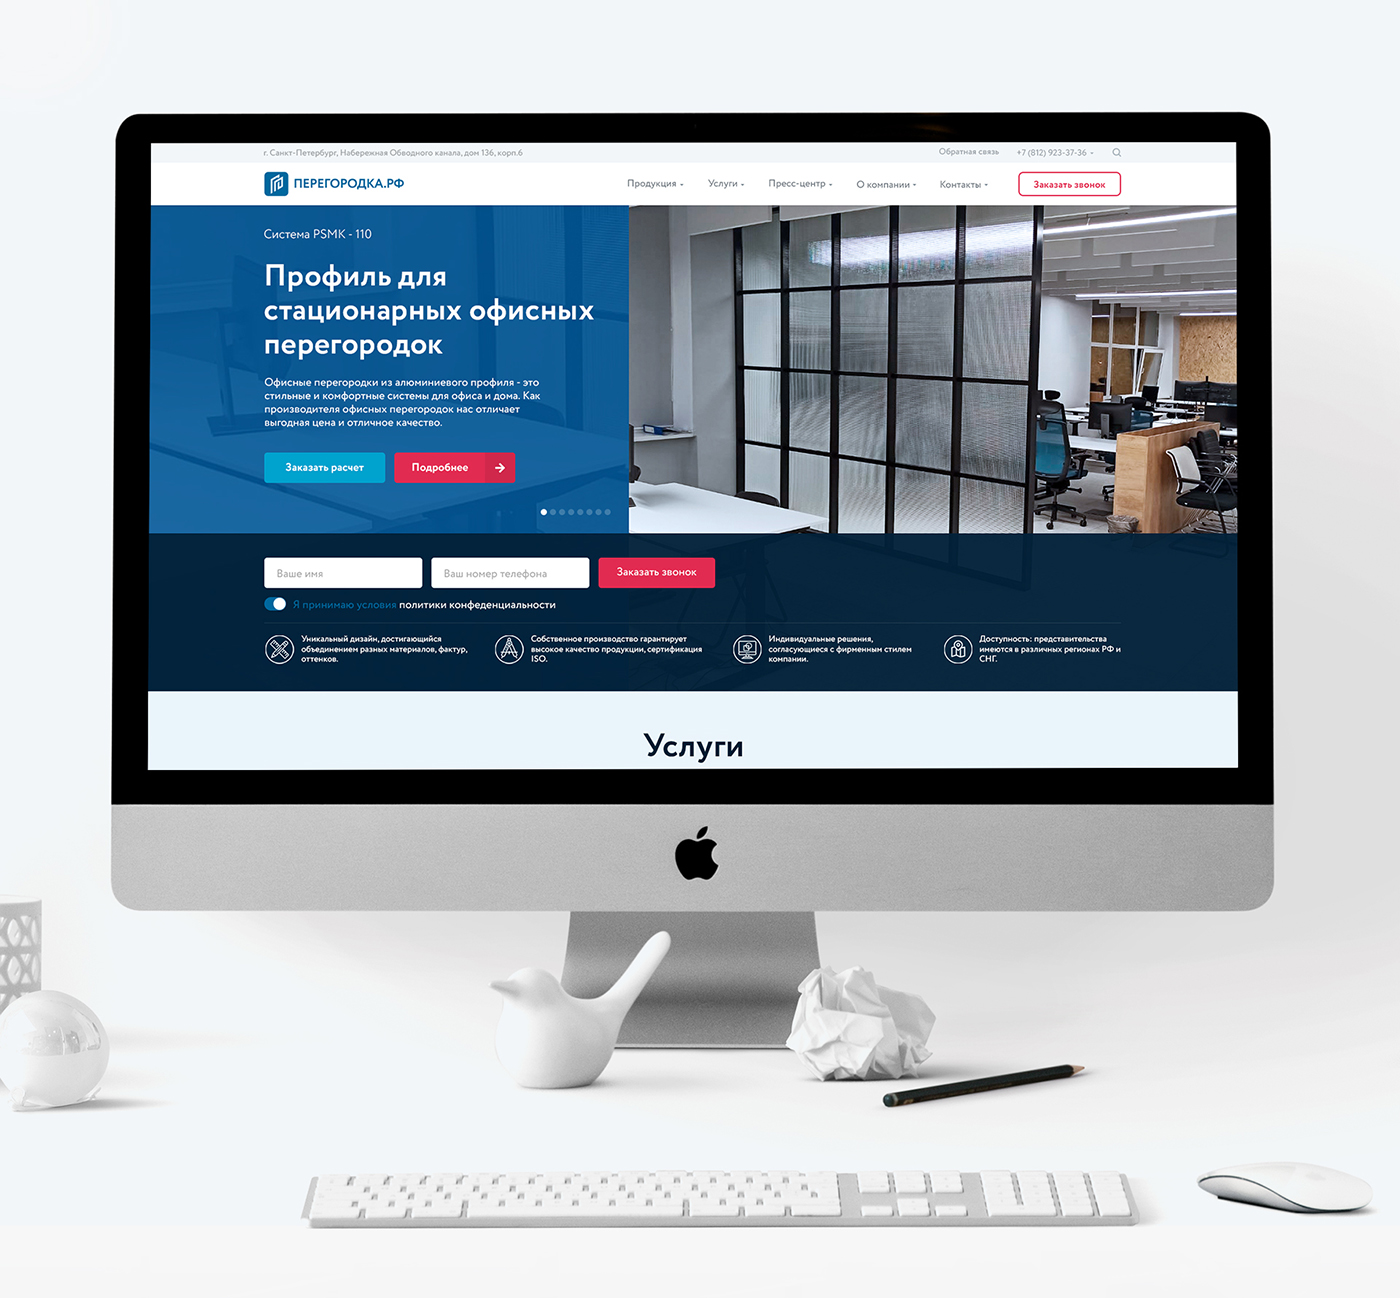 г. Санкт-Петербург, Набережная Обводного канала, дом 136, корп.6
Обратная связь
+7 (812) 923-37-36
ПЕРЕГОРОДКА.РФ
Продукция
Услуги
Пресс-центр
О компании
Контакты
Заказать звонок
Система PSMK - 110
Профиль для
стационарных офисных
перегородок
Офисные перегородки из алюминиевого профиля - это
стильные и комфортные системы для офиса и дома. Как
производителя офисных перегородок нас отличает
выгодная цена и отличное качество.
Заказать расчет
Подробнее
Ваше имя
Ваш номер телефона
Заказать звонок
Я принимаю условия политики конфеденциальности
Уникальный дизайн, достигающийся
объединением разных материалов, фактур,
оттенков.
Собственное производство гарантирует
высокое качество продукции, сертификация
ISO.
Индивидуальные решения,
согласующиеся с фирменным стилем
компании.
Доступность: представительства
имеются в различных регионах РФ и
СНГ.
Услуги